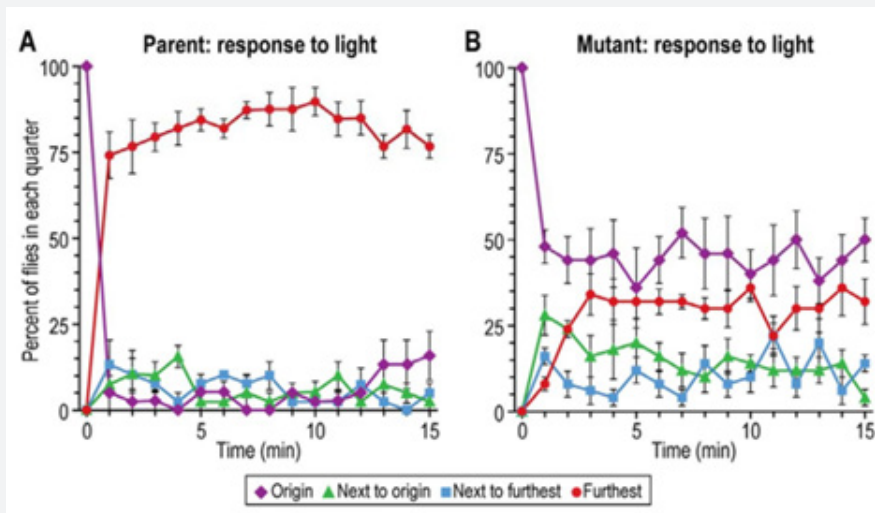 A
Parent: response to light
Percent of flies in each quarter
100
75
50
25
0
0
5
10
15
Time (min)
B
Mutant: response to light
100
75
50
25
0
0
5
10
15
Time (min)
Origin Next to origin Next to furthest Furthest